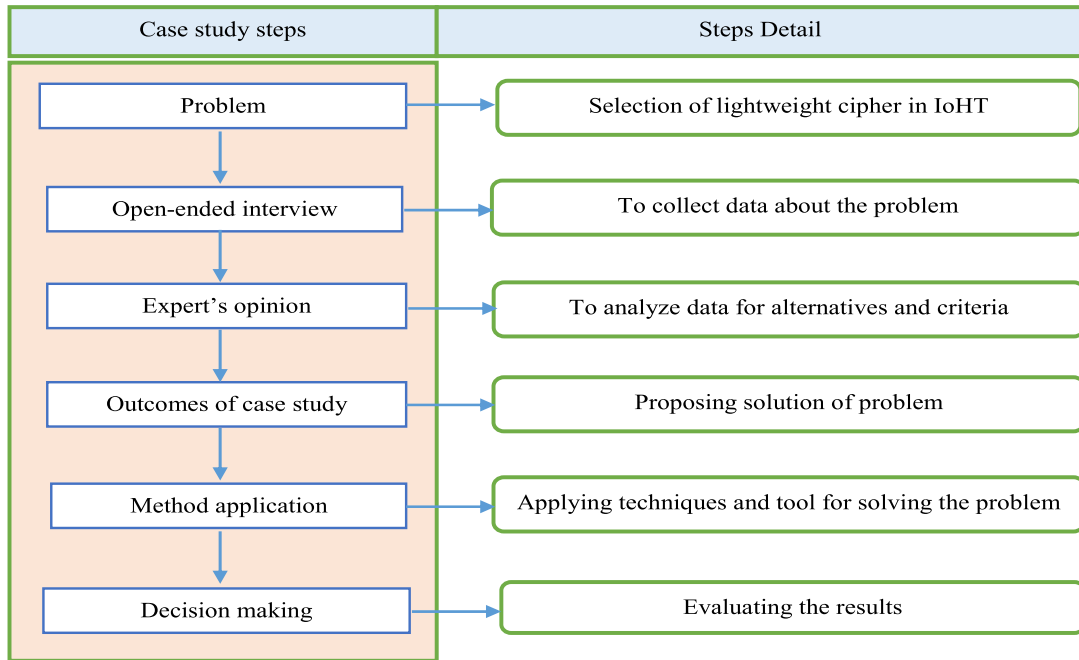 Case study steps
Steps Detail
Problem
Selection of lightweight cipher in IoHT
Open-ended interview
To collect data about the problem
Expert’s opinion
To analyze data for alternatives and criteria
Outcomes of case study
Proposing solution of problem
Method application
Applying techniques and tool for solving the problem
Decision making
Evaluating the results